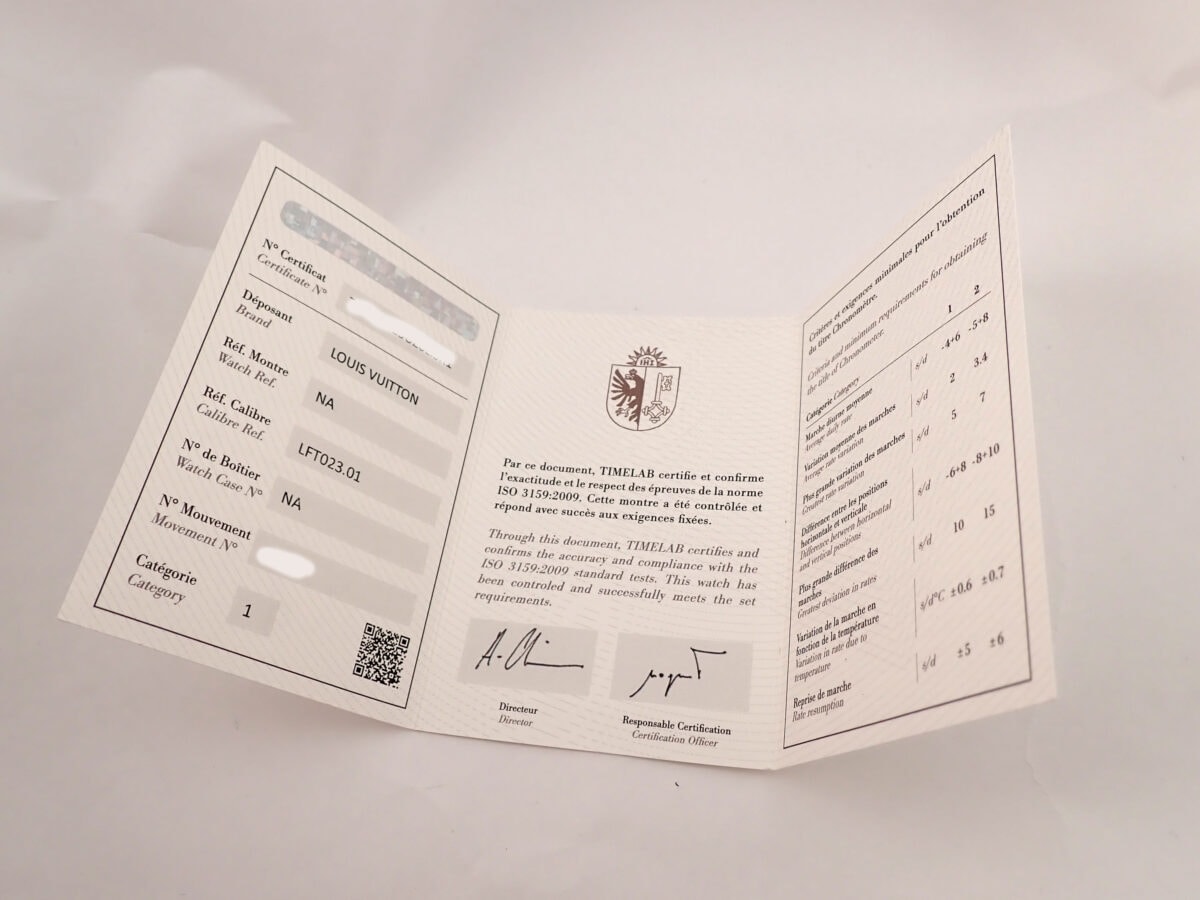 N° Certificat
Certificate N°
Déposant
Brand
LOUIS VUITTON
Réf. Montre
Watch Ref.
NA
Réf. Calibre
Calibre Ref.
LFT023.01
N° de Boîtier
Watch Case N°
NA
N° Mouvement
Movement N°
Catégorie
Category
1
IHS
Par ce document, TIMELAB certifie et confirme
l'exactitude et le respect des épreuves de la norme
ISO 3159:2009. Cette montre a été contrôlée et
répond avec succès aux exigences fixées.
Through this document, TIMELAB certifies and
confirms the accuracy and compliance with the
ISO 3159:2009 standard tests. This watch has
been controled and successfully meets the set
requirements.
Directeur
Director
Responsable Certification
Certification Officer
Critères et exigences minimales pour l'obtention
du titre Chronomètre.
Criteria and minimum requirements for obtaining
the title of Chronometer.
Catégorie Category 1 2
Marche diurne moyenne s/d -4+6 -5+8
Average daily rate
Variation moyenne des marches s/d 2 3.4
Average rate variation
Plus grande variation des marches s/d 5 7
Greatest rate variation
Différence entre les positions s/d -6+8 -8+10
horizontale et verticale
Difference between horizontal
and vertical positions
Plus grande différence des s/d 10 15
marches
Greatest deviation in rates
Variation de la marche en s/d°C ±0.6 ±0.7
fonction de la température
Variation in rate due to
temperature
Reprise de marche s/d ±5 ±6
Rate resumption